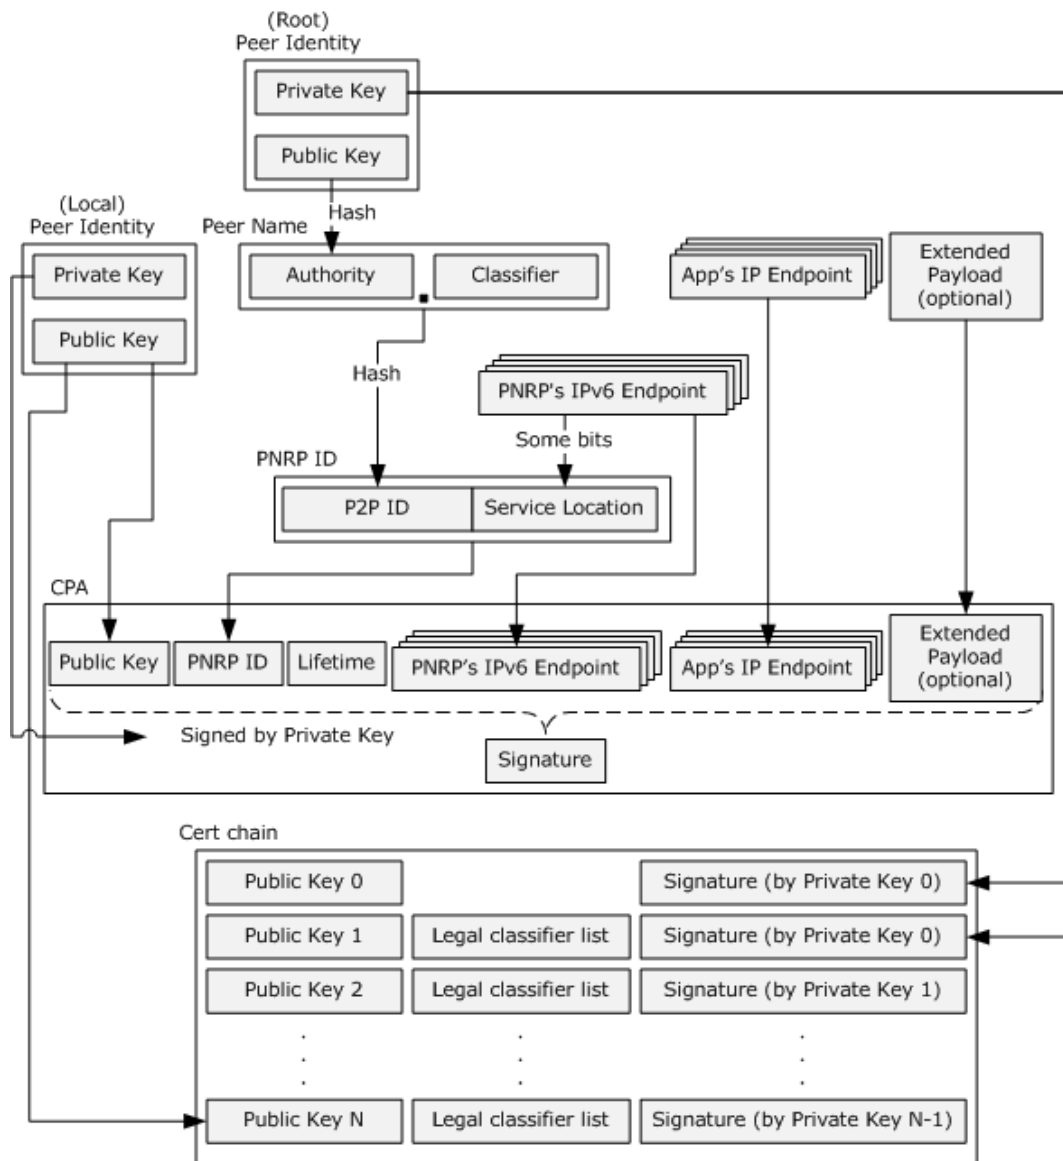 (Root)
Peer Identity
Private Key
Public Key
Hash
(Local)
Peer Identity
Private Key
Public Key
Peer Name
Authority
.
Classifier
App's IP Endpoint
Extended
Payload
(optional)
Hash
PNRP's IPv6 Endpoint
Some bits
PNRP ID
P2P ID
Service Location
CPA
Public Key
PNRP ID
Lifetime
PNRP's IPv6 Endpoint
App's IP Endpoint
Extended
Payload
(optional)
Signed by Private Key
Signature
Cert chain
Public Key 0
Signature (by Private Key 0)
Public Key 1
Legal classifier list
Signature (by Private Key 0)
Public Key 2
Legal classifier list
Signature (by Private Key 1)
. . .
. . .
. . .
Public Key N
Legal classifier list
Signature (by Private Key N-1)